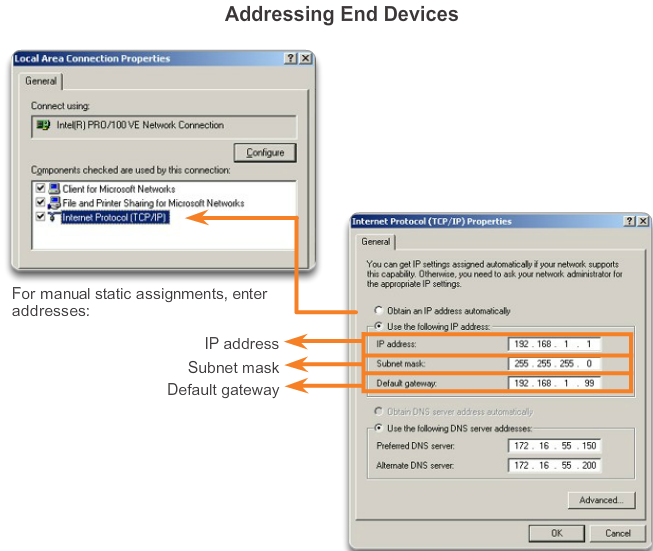 Addressing End Devices
Local Area Connection Properties
General
Connect using:
Intel(R) PRO/100 VE Network Connection
Configure
Components checked are used by this connection:
Client for Microsoft Networks
File and Printer Sharing for Microsoft Networks
Internet Protocol (TCP/IP)
For manual static assignments, enter
addresses:
IP address
Subnet mask
Default gateway
Internet Protocol (TCP/IP) Properties
General
You can get IP settings assigned automatically if your network supports
this capability. Otherwise, you need to ask your network administrator for
the appropriate IP settings.
Obtain an IP address automatically
Use the following IP address:
IP address: 192 . 168 . 1 . 1
Subnet mask: 255 . 255 . 255 . 0
Default gateway: 192 . 168 . 1 . 99
Obtain DNS server address automatically
Use the following DNS server addresses:
Preferred DNS server: 172 . 16 . 55 . 150
Alternate DNS server: 172 . 16 . 55 . 200
Advanced...
OK Cancel